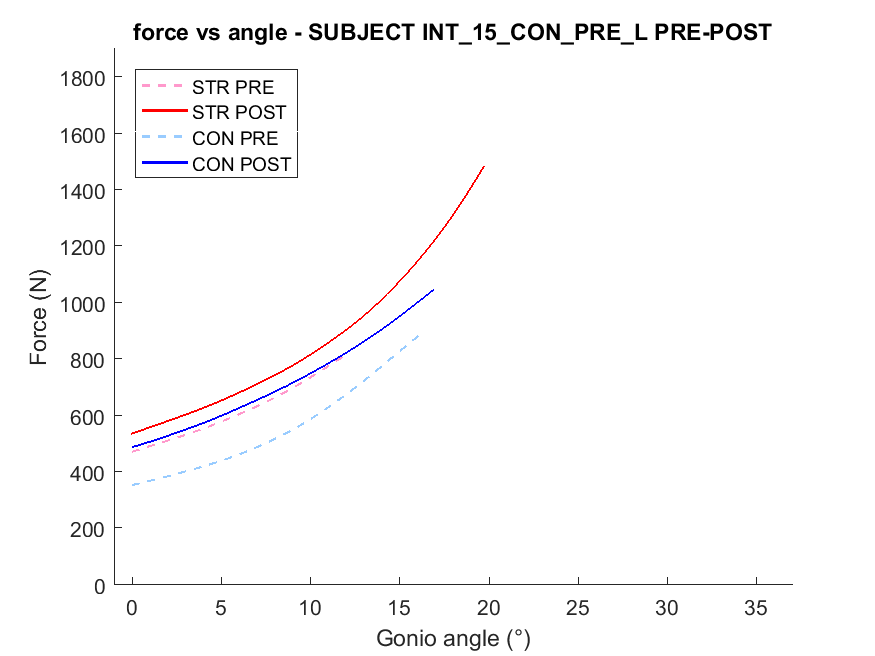 force vs angle - SUBJECT INT_15_CON_PRE_L PRE-POST
STR PRE
STR POST
CON PRE
CON POST
1800
1600
1400
1200
1000
800
600
400
200
0
Force (N)
0 5 10 15 20 25 30 35
Gonio angle (°)